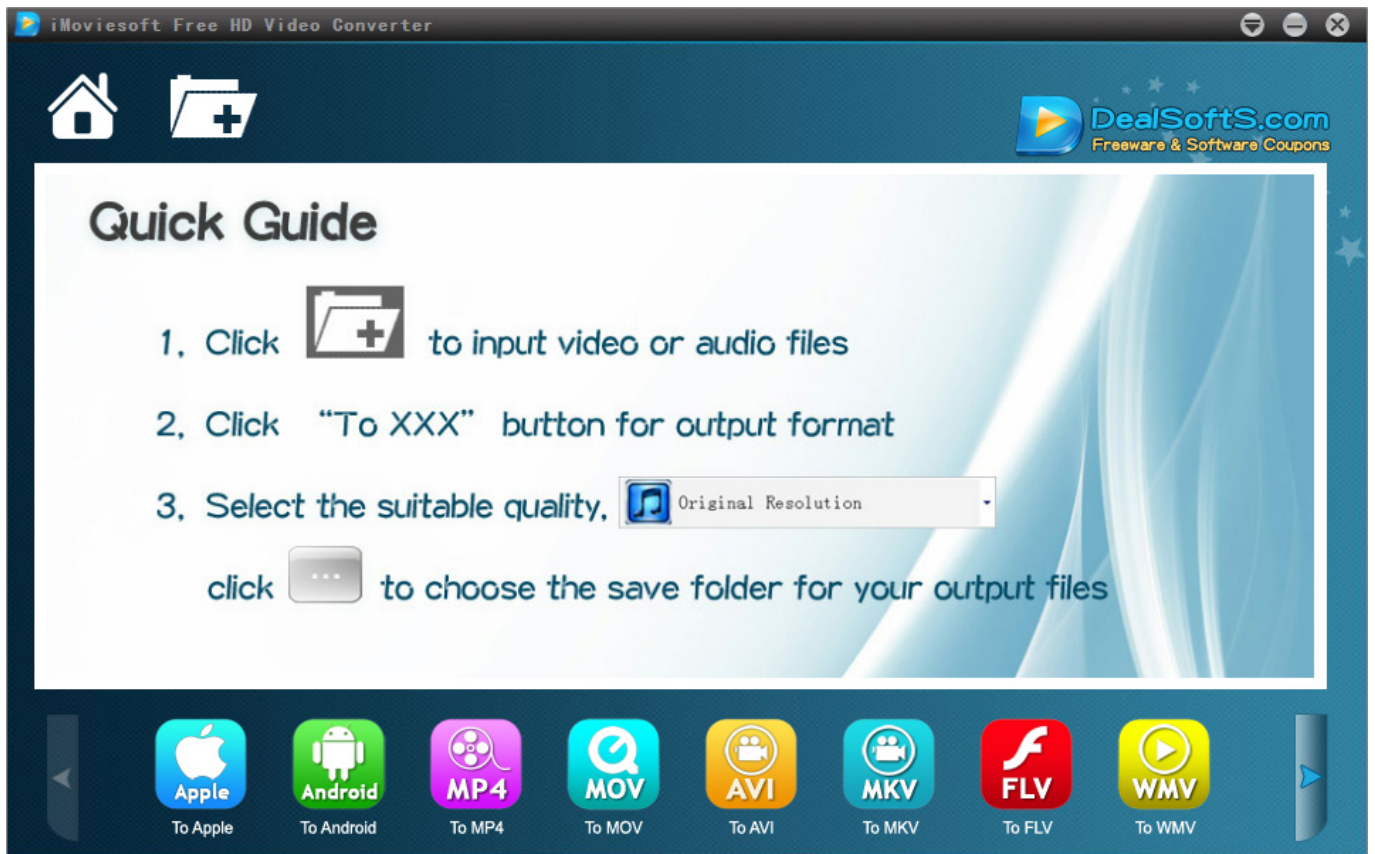 iMoviesoft Free HD Video Converter
DealSoftS.com
Freeware & Software Coupons
Quick Guide
1, Click to input video or audio files
2, Click “To XXX” button for output format
3, Select the suitable quality, Original Resolution
click ... to choose the save folder for your output files
Apple Android MP4 MOV AVI MKV FLV WMV
To Apple To Android To MP4 To MOV To AVI To MKV To FLV To WMV